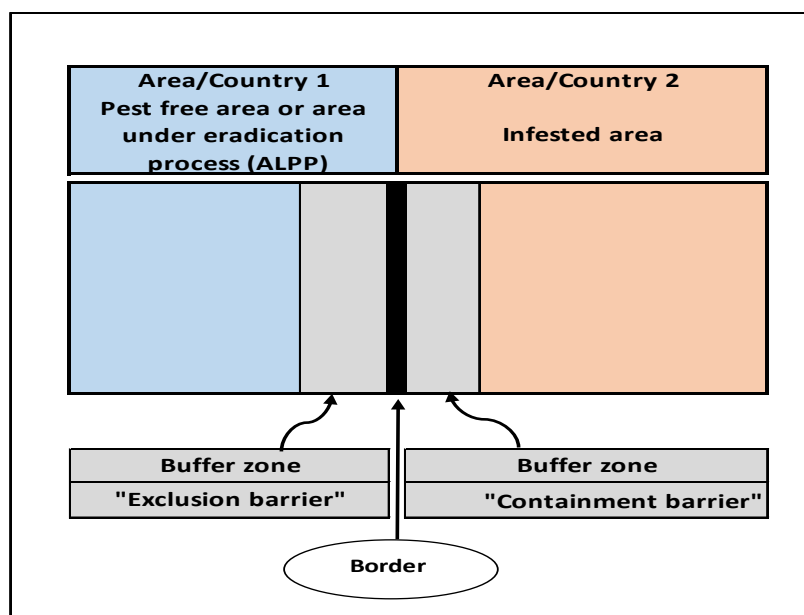 Area/Country 1
Pest free area or area
under eradication
process (ALPP)
Area/Country 2
Infested area
Buffer zone
"Exclusion barrier"
Buffer zone
"Containment barrier"
Border